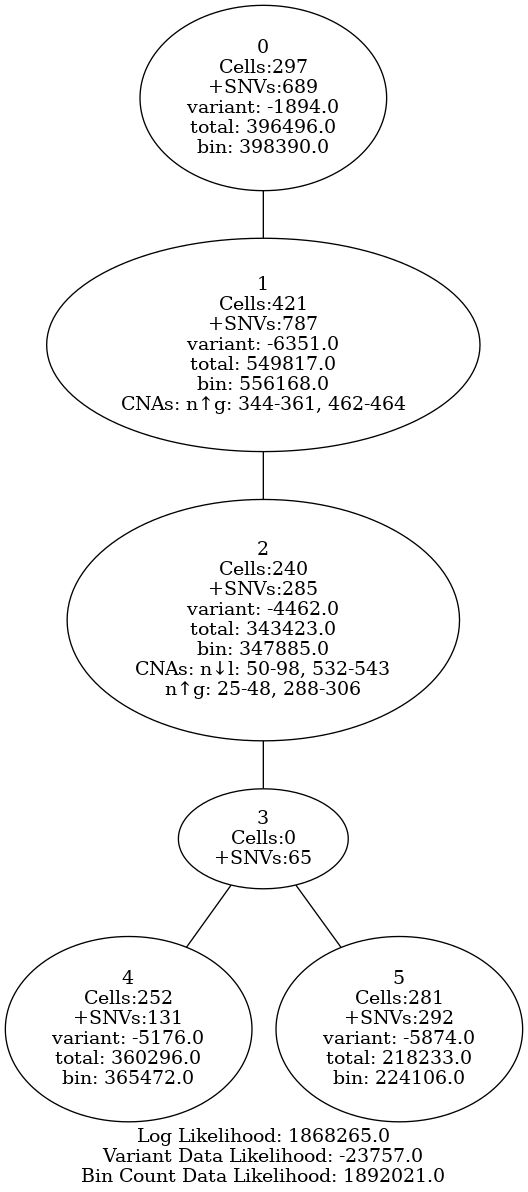 0
Cells:297
+SNVs:689
variant: -1894.0
total: 396496.0
bin: 398390.0
1
Cells:421
+SNVs:787
variant: -6351.0
total: 549817.0
bin: 556168.0
CNAs: n↑g: 344-361, 462-464
2
Cells:240
+SNVs:285
variant: -4462.0
total: 343423.0
bin: 347885.0
CNAs: n↓l: 50-98, 532-543
n↑g: 25-48, 288-306
3
Cells:0
+SNVs:65
4
Cells:252
+SNVs:131
variant: -5176.0
total: 360296.0
bin: 365472.0
5
Cells:281
+SNVs:292
variant: -5874.0
total: 218233.0
bin: 224106.0
Log Likelihood: 1868265.0
Variant Data Likelihood: -23757.0
Bin Count Data Likelihood: 1892021.0